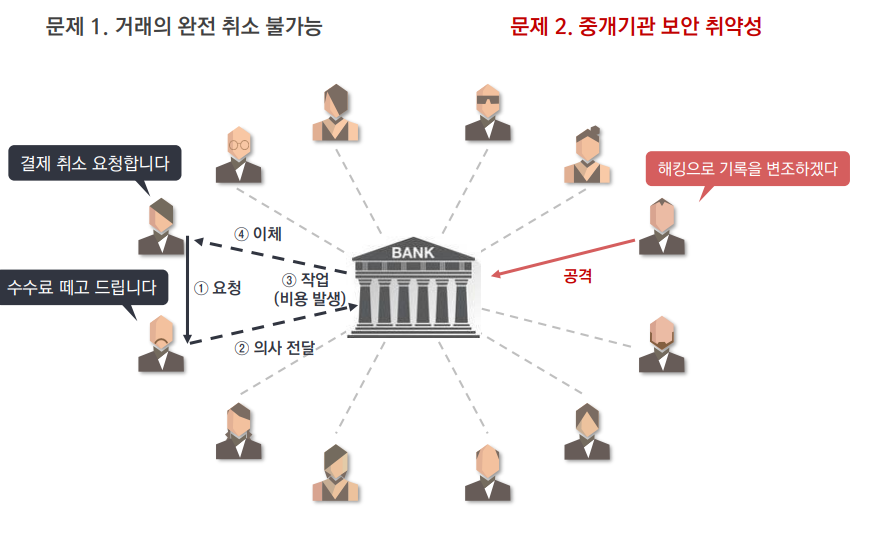 문제 1. 거래의 완전 취소 불가능
문제 2. 중개기관 보안 취약성
결제 취소 요청합니다
해킹으로 기록을 변조하겠다
④ 이체
BANK
공격
수수료 떼고 드립니다
① 요청
③ 작업
(비용 발생)
② 의사 전달